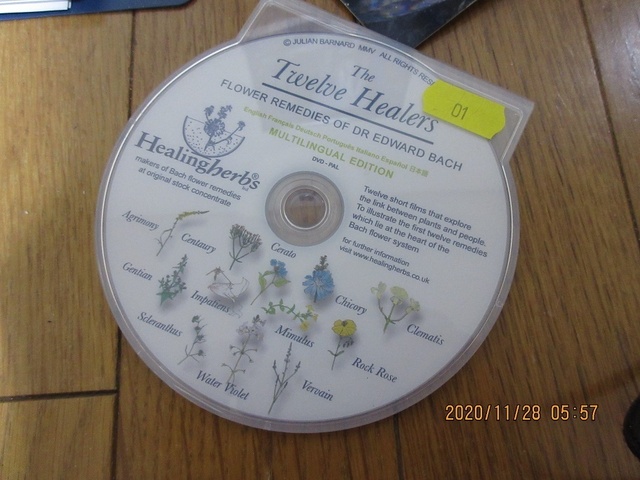 © JULIAN BARNARD MMV ALL RIGHTS RESE
The
Twelve Healers
FLOWER REMEDIES OF DR EDWARD BACH
English Français Deutsch Português Italiano Español 日本語
MULTILINGUAL EDITION
DVD - PAL
01
Healingherbs
makers of Bach flower remedies
at original stock concentrate
Twelve short films that explore
the link between plants and people.
To illustrate the first twelve remedies
which lie at the heart of the
Bach flower system
for further information
visit www.healingherbs.co.uk
Agrimony
Centaury
Cerato
Chicory
Clematis
Gentian
Impatiens
Mimulus
Rock Rose
Scleranthus
Water Violet
Vervain
2020/11/28 05:57